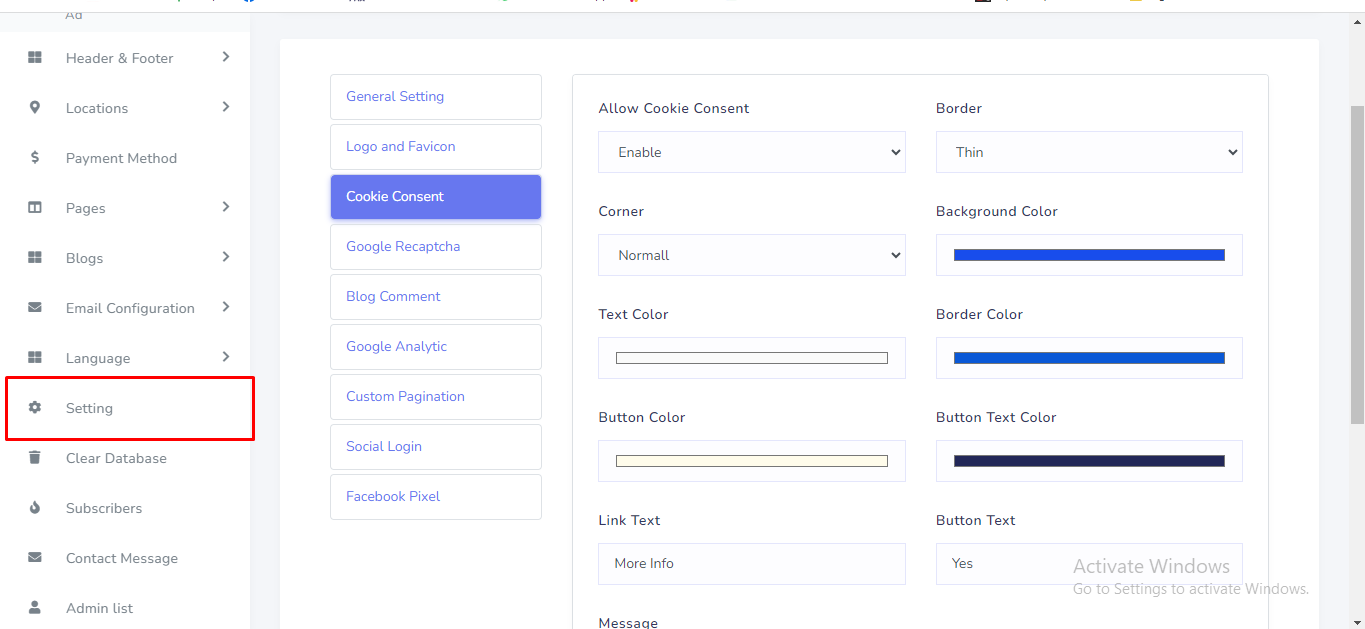 Ad
Header & Footer
Locations
Payment Method
Pages
Blogs
Email Configuration
Language
Setting
Clear Database
Subscribers
Contact Message
Admin list
General Setting
Logo and Favicon
Cookie Consent
Google Recaptcha
Blog Comment
Google Analytic
Custom Pagination
Social Login
Facebook Pixel
Allow Cookie Consent
Enable
Border
Thin
Corner
Normall
Background Color
Text Color
Border Color
Button Color
Button Text Color
Link Text
More Info
Button Text
Yes
Message
Activate Windows
Go to Settings to activate Windows.